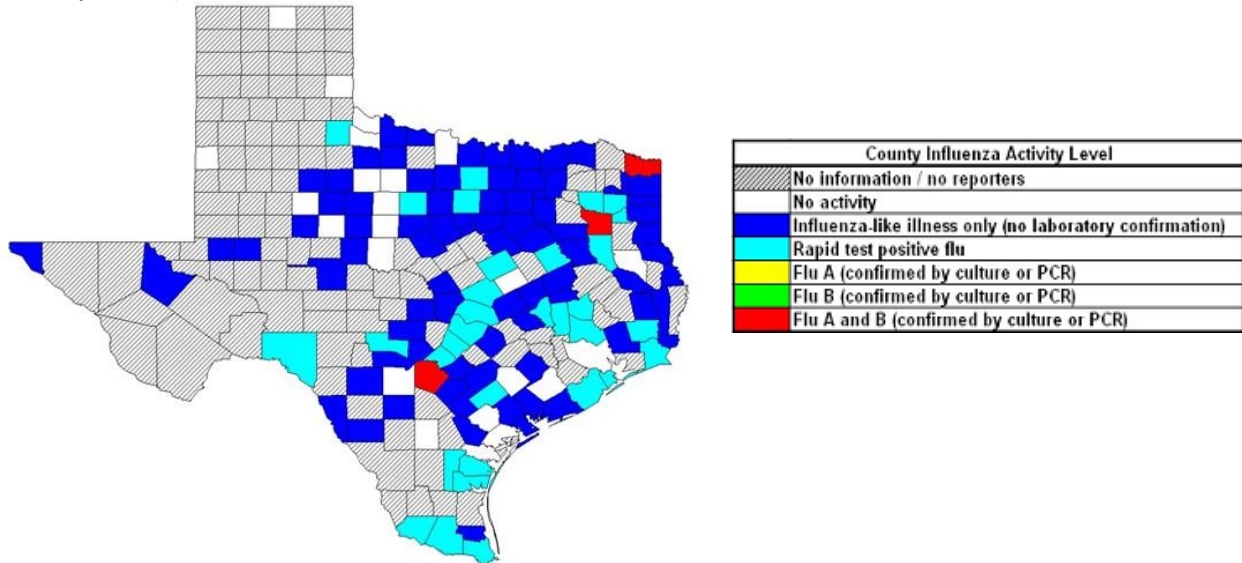 County Influenza Activity Level
No information / no reporters
No activity
Influenza-like illness only (no laboratory confirmation)
Rapid test positive flu
Flu A (confirmed by culture or PCR)
Flu B (confirmed by culture or PCR)
Flu A and B (confirmed by culture or PCR)